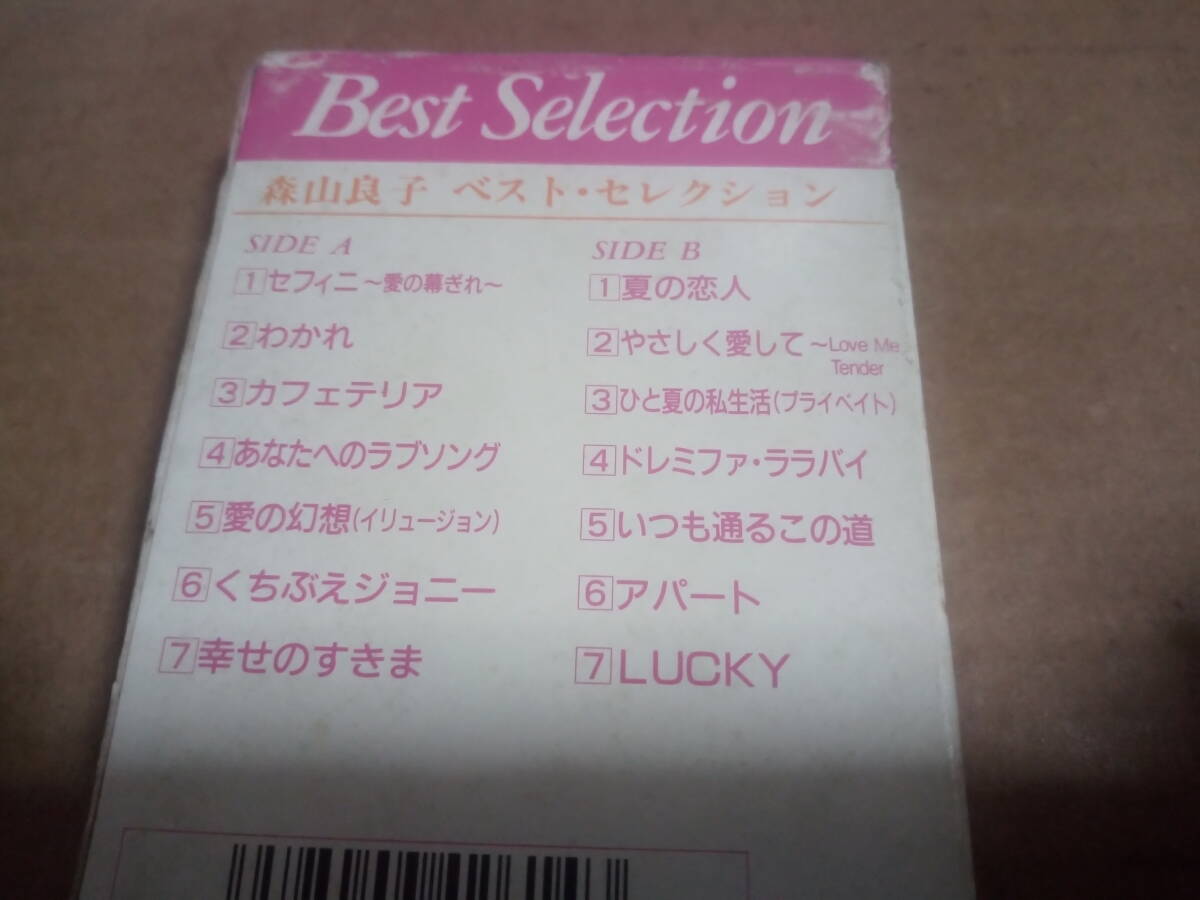 Best Selection
森山良子 ベスト・セレクション
SIDE A
1 セフィニ~愛の幕ぎれ~
2 わかれ
3 カフェテリア
4 あなたへのラブソング
5 愛の幻想(イリュージョン)
6 くちぶえジョニー
7 幸せのすきま
SIDE B
1 夏の恋人
2 やさしく愛して~Love Me
Tender
3 ひと夏の私生活(プライベイト)
4 ドレミファ・ララバイ
5 いつも通るこの道
6 アパート
7 LUCKY